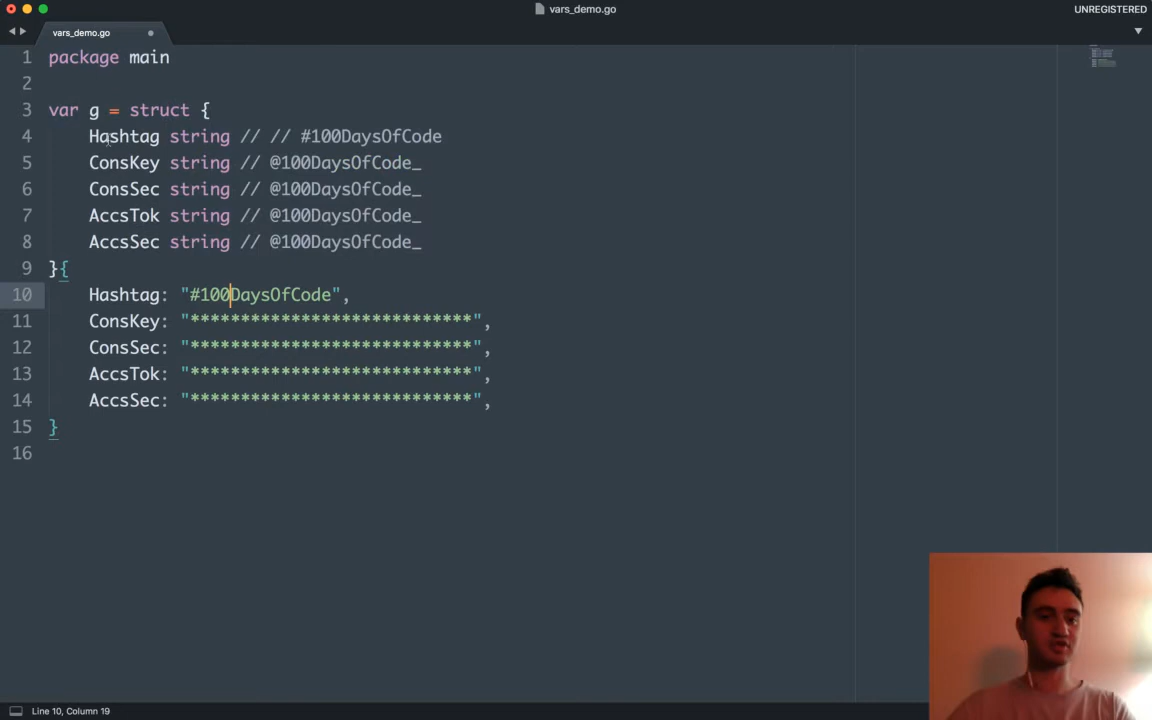 vars_demo.go
UNREGISTERED
vars_demo.go
1 package main
2
3 var g = struct {
4 Hashtag string // // #100DaysOfCode
5 ConsKey string // @100DaysOfCode_
6 ConsSec string // @100DaysOfCode_
7 AccsTok string // @100DaysOfCode_
8 AccsSec string // @100DaysOfCode_
9 }{
10 Hashtag: "#100DaysOfCode",
11 ConsKey: "****************************",
12 ConsSec: "****************************",
13 AccsTok: "****************************",
14 AccsSec: "****************************",
15 }
16
Line 10, Column 19